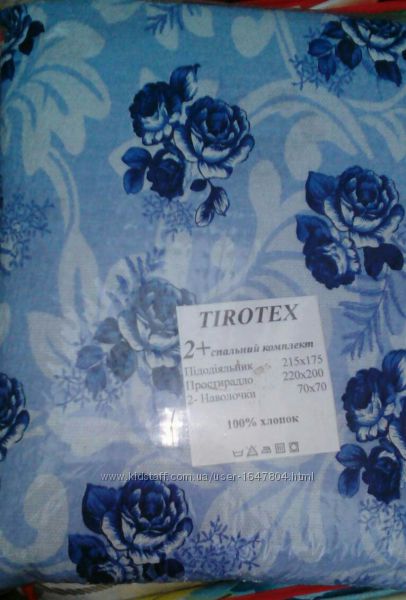 TIROTEX
2+ спальний комплект
Підодіяльник 215х175
Простирадло 220х200
2- Наволочки 70х70
100% хлопок
www.kidstaff.com.ua/user-1647804.html